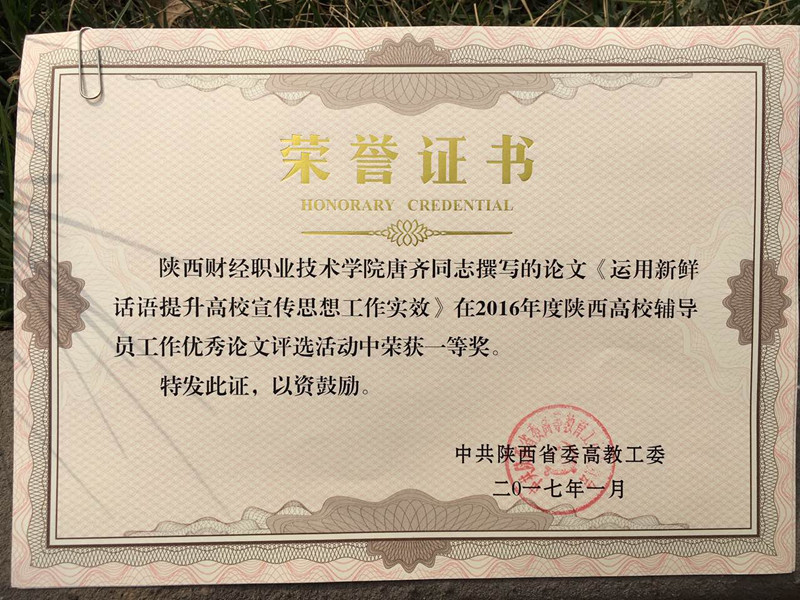 荣誉证书
HONORARY CREDENTIAL
陕西财经职业技术学院唐齐同志撰写的论文《运用新鲜
话语提升高校宣传思想工作实效》在2016年度陕西高校辅导
员工作优秀论文评选活动中荣获一等奖。
特发此证，以资鼓励。
中共陕西省委高教工委
二〇一七年一月